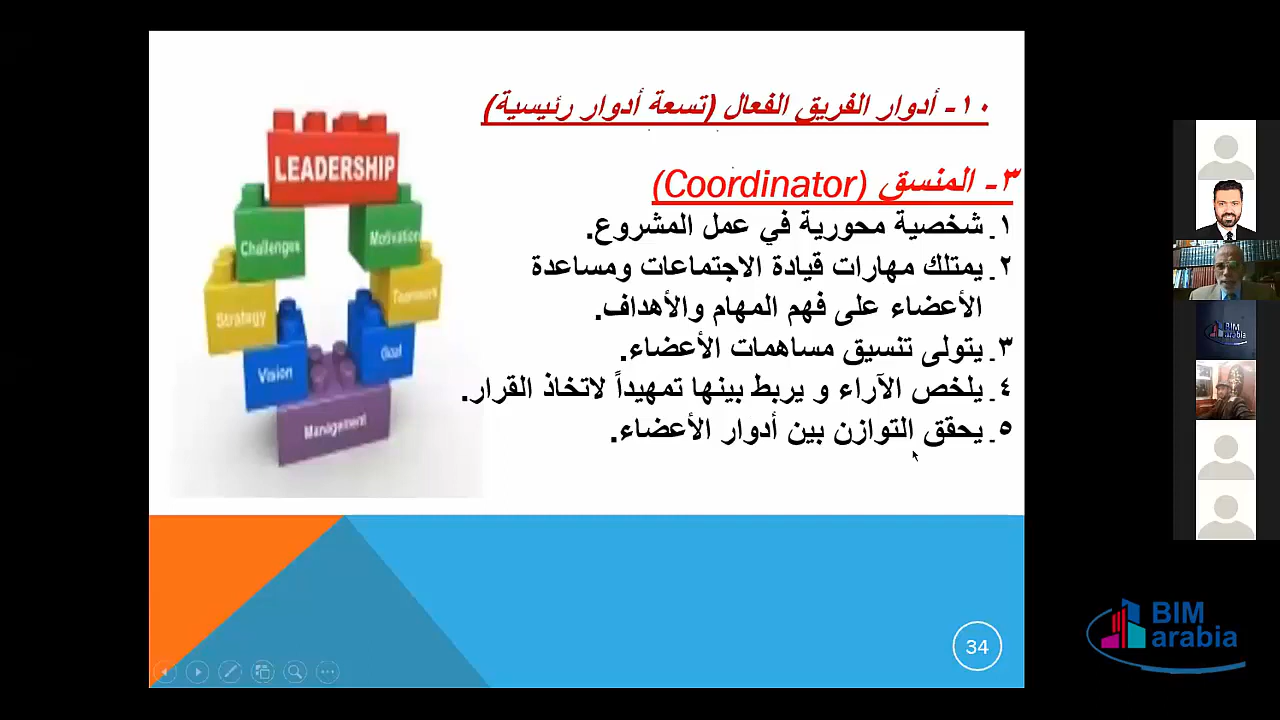 ١٠- أدوار الفريق الفعال (تسعة أدوار رئيسية)
٣- المنسق (Coordinator)
١- شخصية محورية في عمل المشروع.
٢- يمتلك مهارات قيادة الاجتماعات ومساعدة
الأعضاء على فهم المهام والأهداف.
٣- يتولى تنسيق مساهمات الأعضاء.
٤- يلخص الآراء و يربط بينها تمهيداً لاتخاذ القرار.
٥- يحقق التوازن بين أدوار الأعضاء.
LEADERSHIP
Challenges
Motivation
Strategy
Teamwork
Vision
Goal
Management
34
BIM
arabia
BIM
arabia